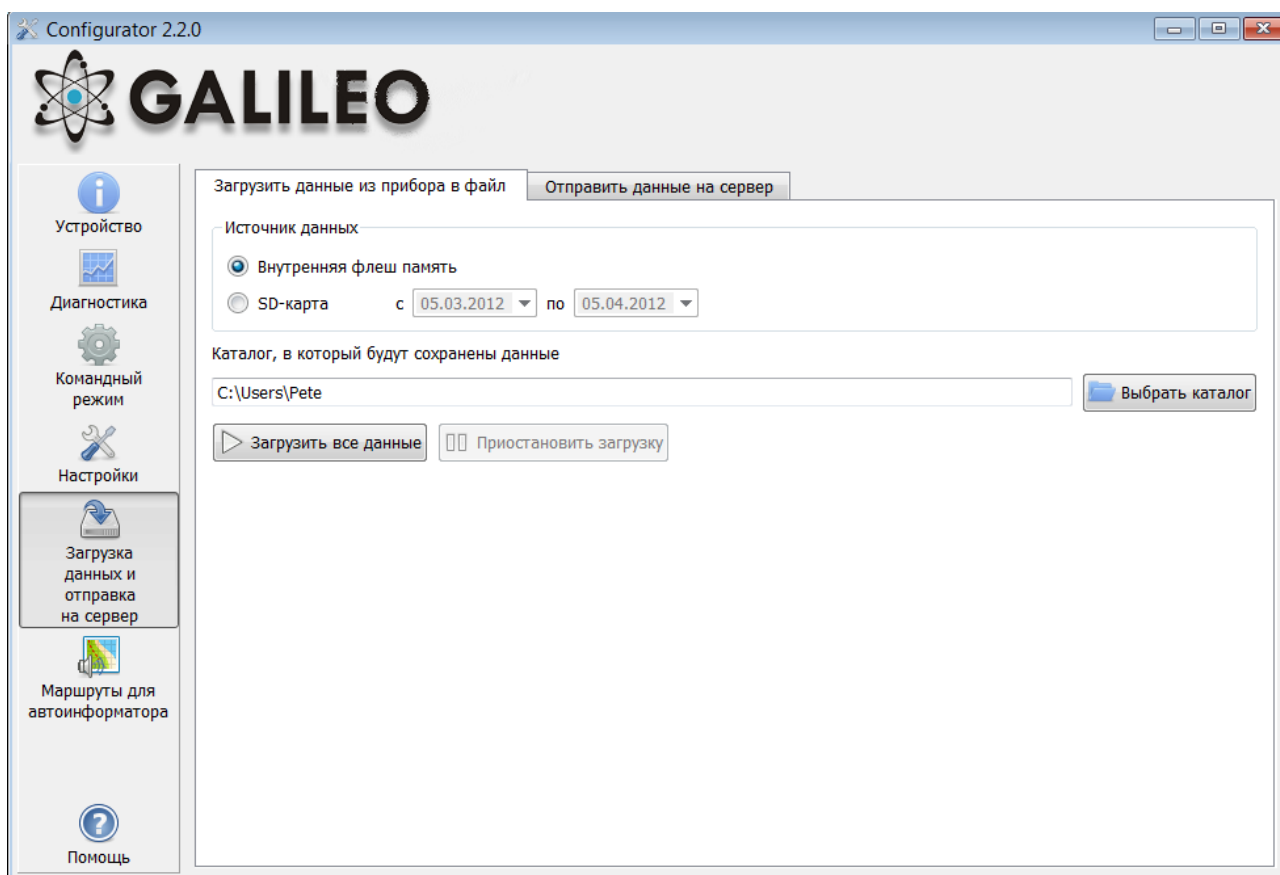 Configurator 2.2.0
GALILEO
Устройство
Диагностика
Командный
режим
Настройки
Загрузка
данных и
отправка
на сервер
Маршруты для
автоинформатора
Помощь
Загрузить данные из прибора в файл
Отправить данные на сервер
Источник данных
Внутренняя флеш память
SD-карта с 05.03.2012 по 05.04.2012
Каталог, в который будут сохранены данные
C:\Users\Pete
Выбрать каталог
Загрузить все данные
Приостановить загрузку